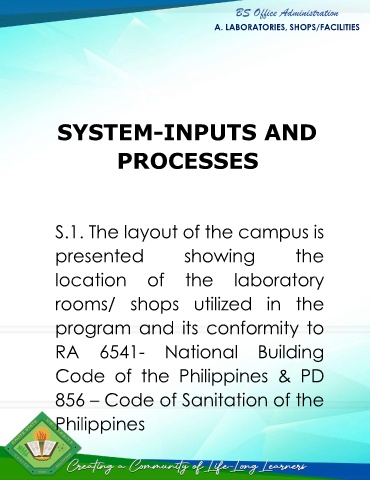 BS Office Administration
A. LABORATORIES, SHOPS/FACILITIES
SYSTEM-INPUTS AND
PROCESSES
S.1. The layout of the campus is
presented showing the
location of the laboratory
rooms/ shops utilized in the
program and its conformity to
RA 6541- National Building
Code of the Philippines & PD
856 – Code of Sanitation of the
Philippines
Creating a Community of Life-Long Learners